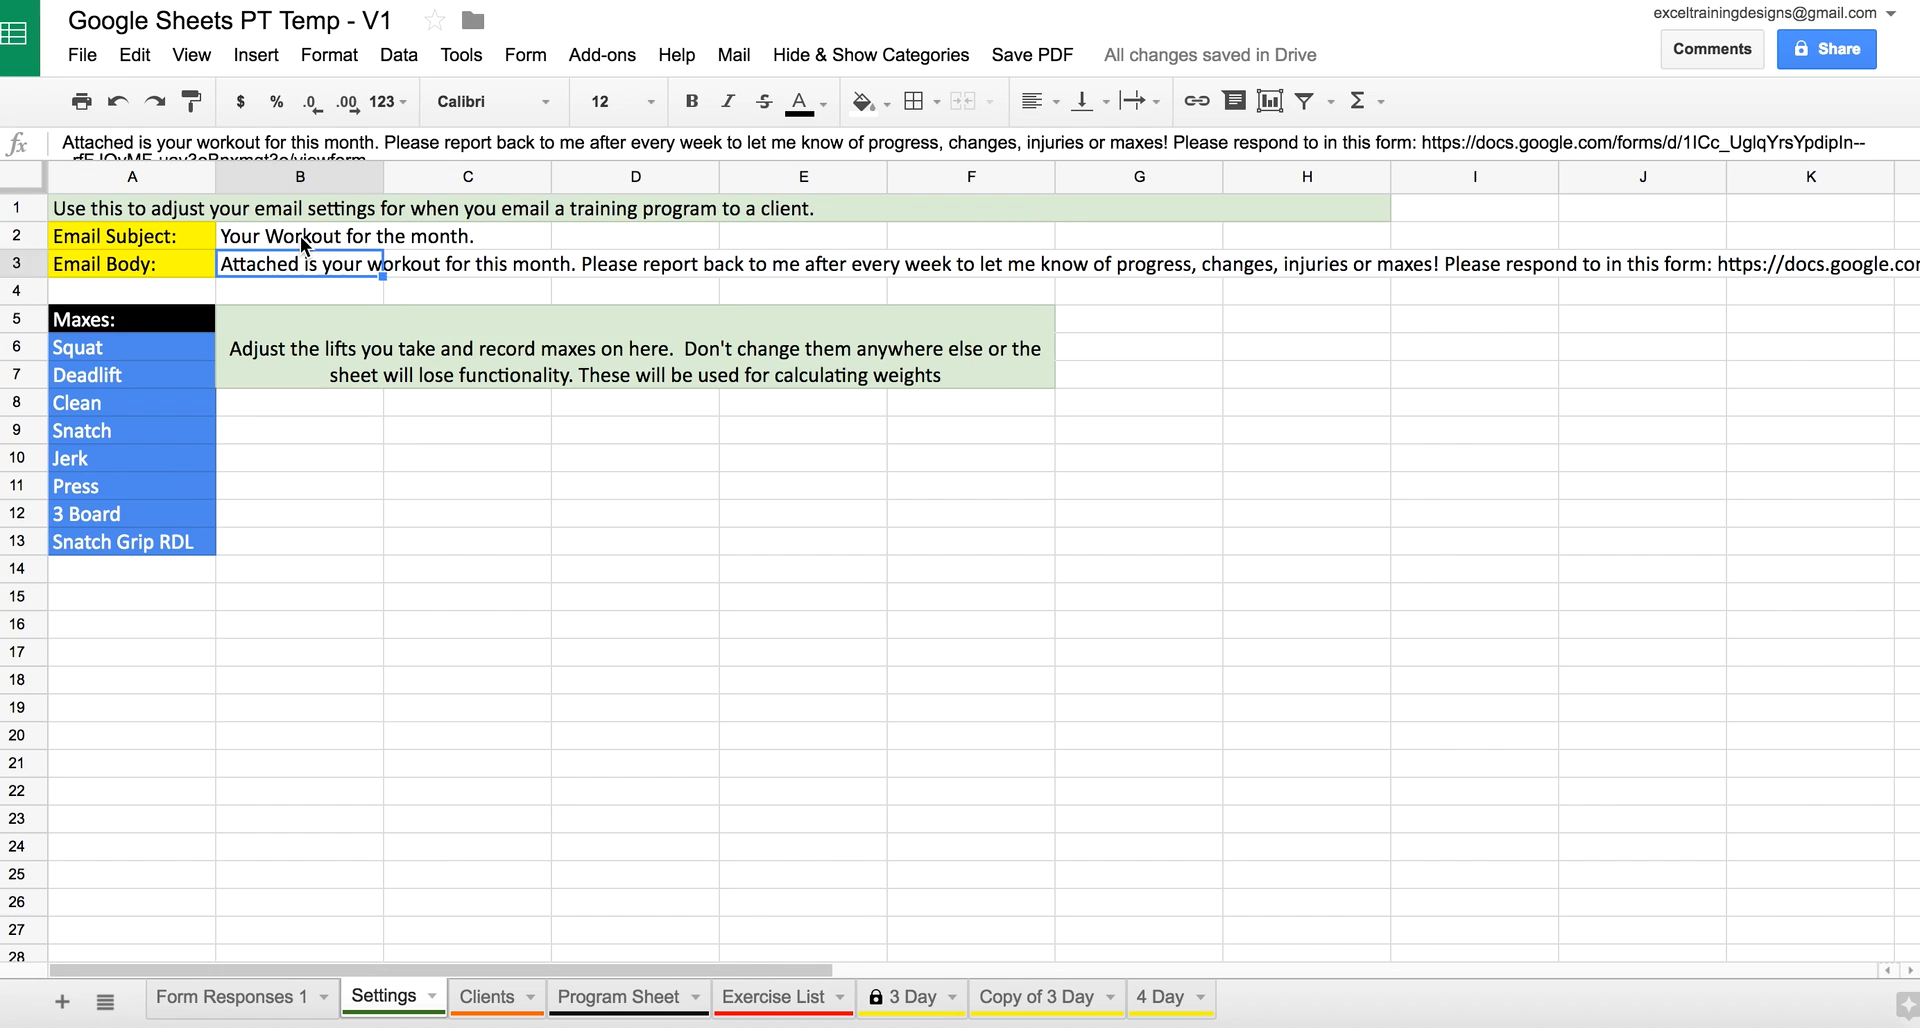 Google Sheets PT Temp - V1
exceltrainingdesigns@gmail.com
File Edit View Insert Format Data Tools Form Add-ons Help Mail Hide & Show Categories Save PDF All changes saved in Drive
Comments Share
$ % .0 .00 123 Calibri 12 B I S A Σ
fx Attached is your workout for this month. Please report back to me after every week to let me know of progress, changes, injuries or maxes! Please respond to in this form: https://docs.google.com/forms/d/1ICc_UglqYrsYpdipIn--
A B C D E F G H I J K
1 Use this to adjust your email settings for when you email a training program to a client.
2 Email Subject: Your Workout for the month.
3 Email Body: Attached is your workout for this month. Please report back to me after every week to let me know of progress, changes, injuries or maxes! Please respond to in this form: https://docs.google.cor
4
5 Maxes:
6 Squat Adjust the lifts you take and record maxes on here. Don't change them anywhere else or the
7 Deadlift sheet will lose functionality. These will be used for calculating weights
8 Clean
9 Snatch
10 Jerk
11 Press
12 3 Board
13 Snatch Grip RDL
14
15
16
17
18
19
20
21
22
23
24
25
26
27
28
+ Form Responses 1 Settings Clients Program Sheet Exercise List 3 Day Copy of 3 Day 4 Day